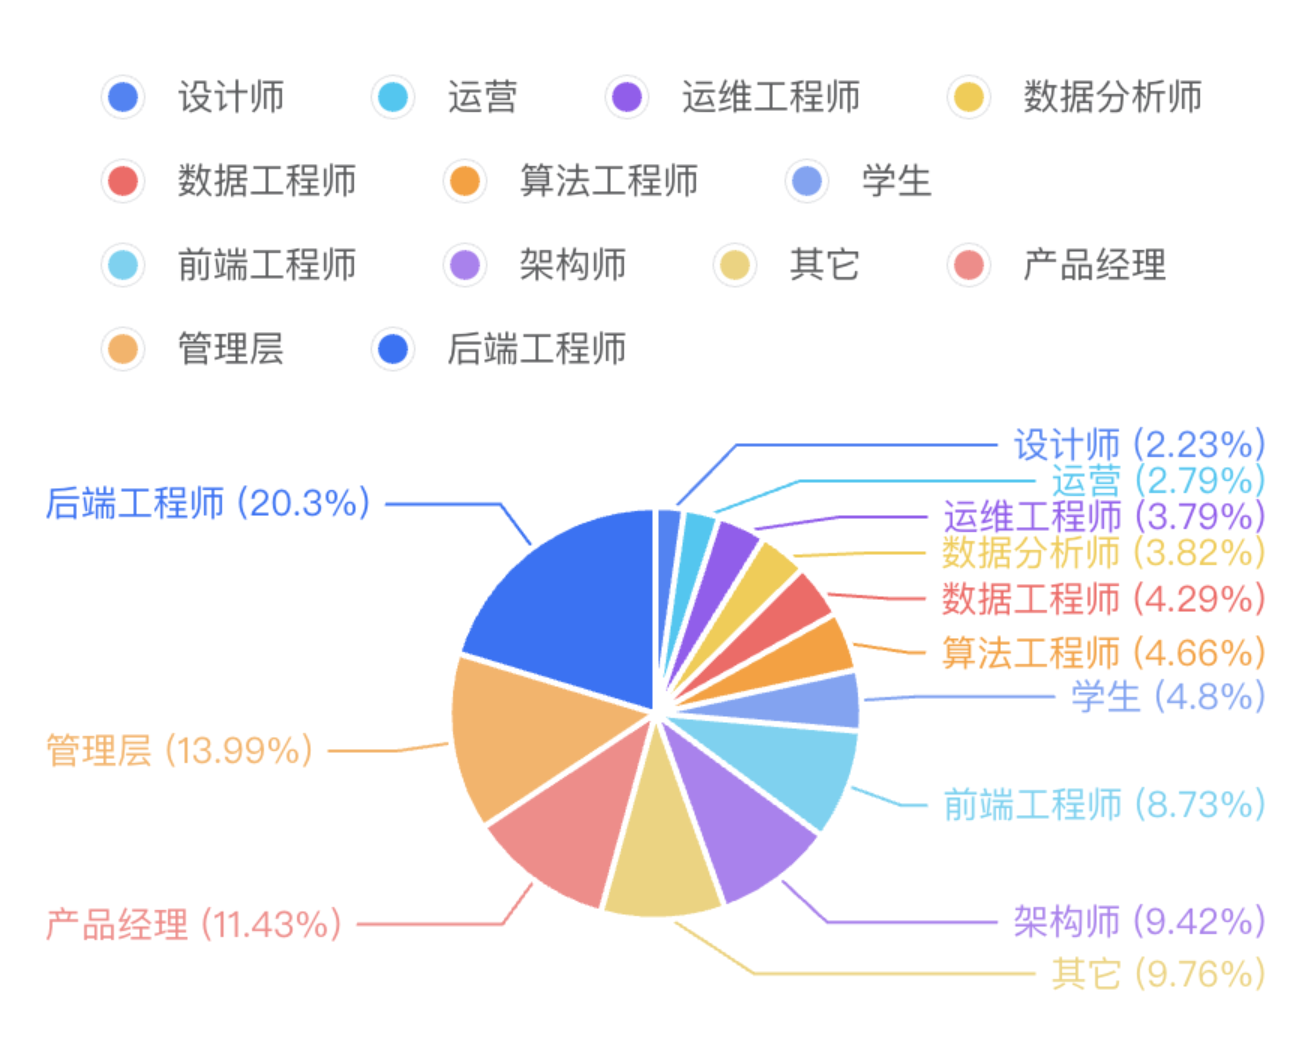 设计师 运营 运维工程师 数据分析师
数据工程师 算法工程师 学生
前端工程师 架构师 其它 产品经理
管理层 后端工程师
设计师 (2.23%)
运营 (2.79%)
后端工程师 (20.3%)
运维工程师 (3.79%)
数据分析师 (3.82%)
数据工程师 (4.29%)
算法工程师 (4.66%)
学生 (4.8%)
管理层 (13.99%)
前端工程师 (8.73%)
架构师 (9.42%)
产品经理 (11.43%)
其它 (9.76%)